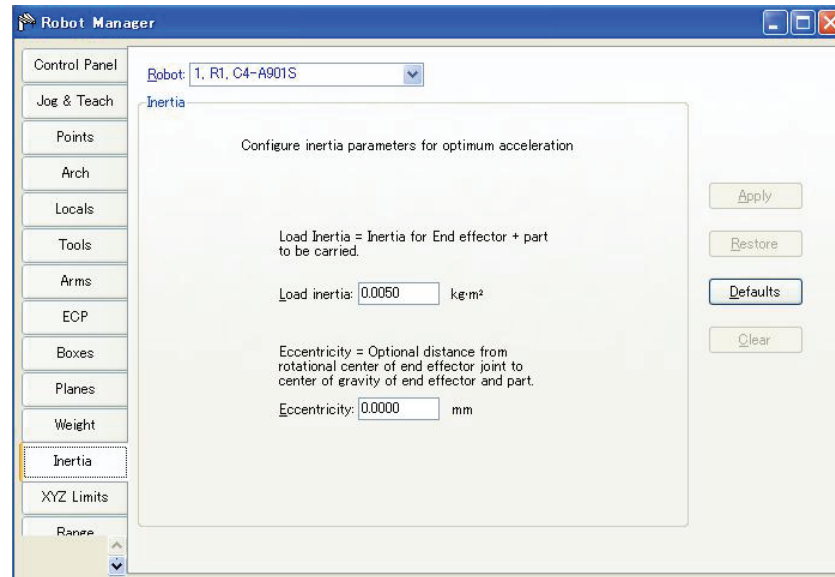 Robot Manager
Control Panel
Jog & Teach
Points
Arch
Locals
Tools
Arms
ECP
Boxes
Planes
Weight
Inertia
XYZ Limits
Range
Robot: 1, R1, C4-A901S
Inertia
Configure inertia parameters for optimum acceleration
Load Inertia = Inertia for End effector + part
to be carried.
Load inertia: 0.0050 kg·m²
Eccentricity = Optional distance from
rotational center of end effector joint to
center of gravity of end effector and part.
Eccentricity: 0.0000 mm
Apply
Restore
Defaults
Clear